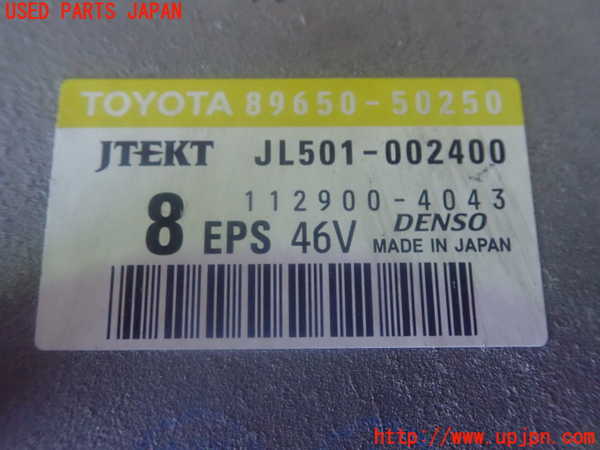 USED PARTS JAPAN
TOYOTA 89650-50250
JTEKT JL501-002400
112900-4043
8 EPS 46V DENSO
MADE IN JAPAN
http://www.upjpn.com